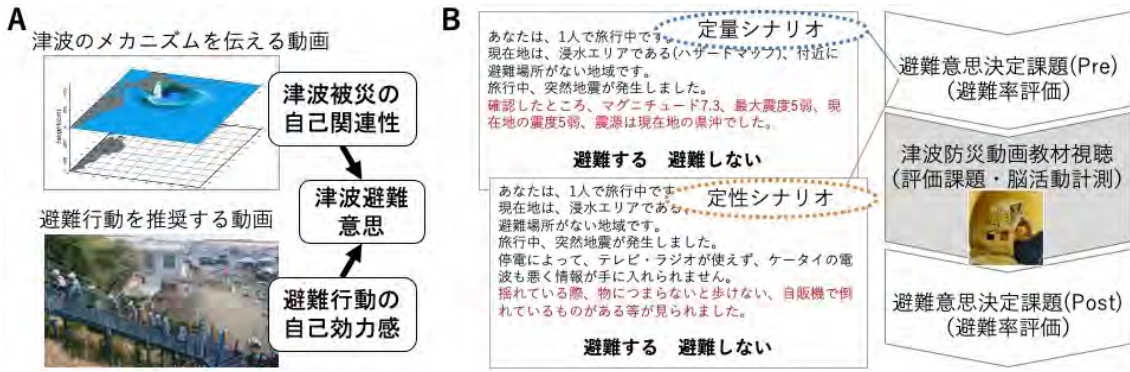 A
津波のメカニズムを伝える動画
津波被災の
自己関連性
津波避難
意思
避難行動を推奨する動画
避難行動の
自己効力感
B
定量シナリオ
あなたは、1人で旅行中です。
現在地は、浸水エリアである(ハザードマップ)、付近に
避難場所がない地域です。
旅行中、突然地震が発生しました。
確認したところ、マグニチュード7.3、最大震度5弱、現
在地の震度5弱、震源は現在地の県沖でした。
避難する 避難しない
定性シナリオ
あなたは、1人で旅行中です
現在地は、浸水エリアである、
避難場所がない地域です。
旅行中、突然地震が発生しました。
停電によって、テレビ・ラジオが使えず、ケータイの電
波も悪く情報が手に入れられません。
揺れている際、物につまらないと歩けない、自販機で倒
れているものがある等が見られました。
避難する 避難しない
避難意思決定課題(Pre)
(避難率評価)
津波防災動画教材視聴
(評価課題・脳活動計測)
避難意思決定課題(Post)
(避難率評価)